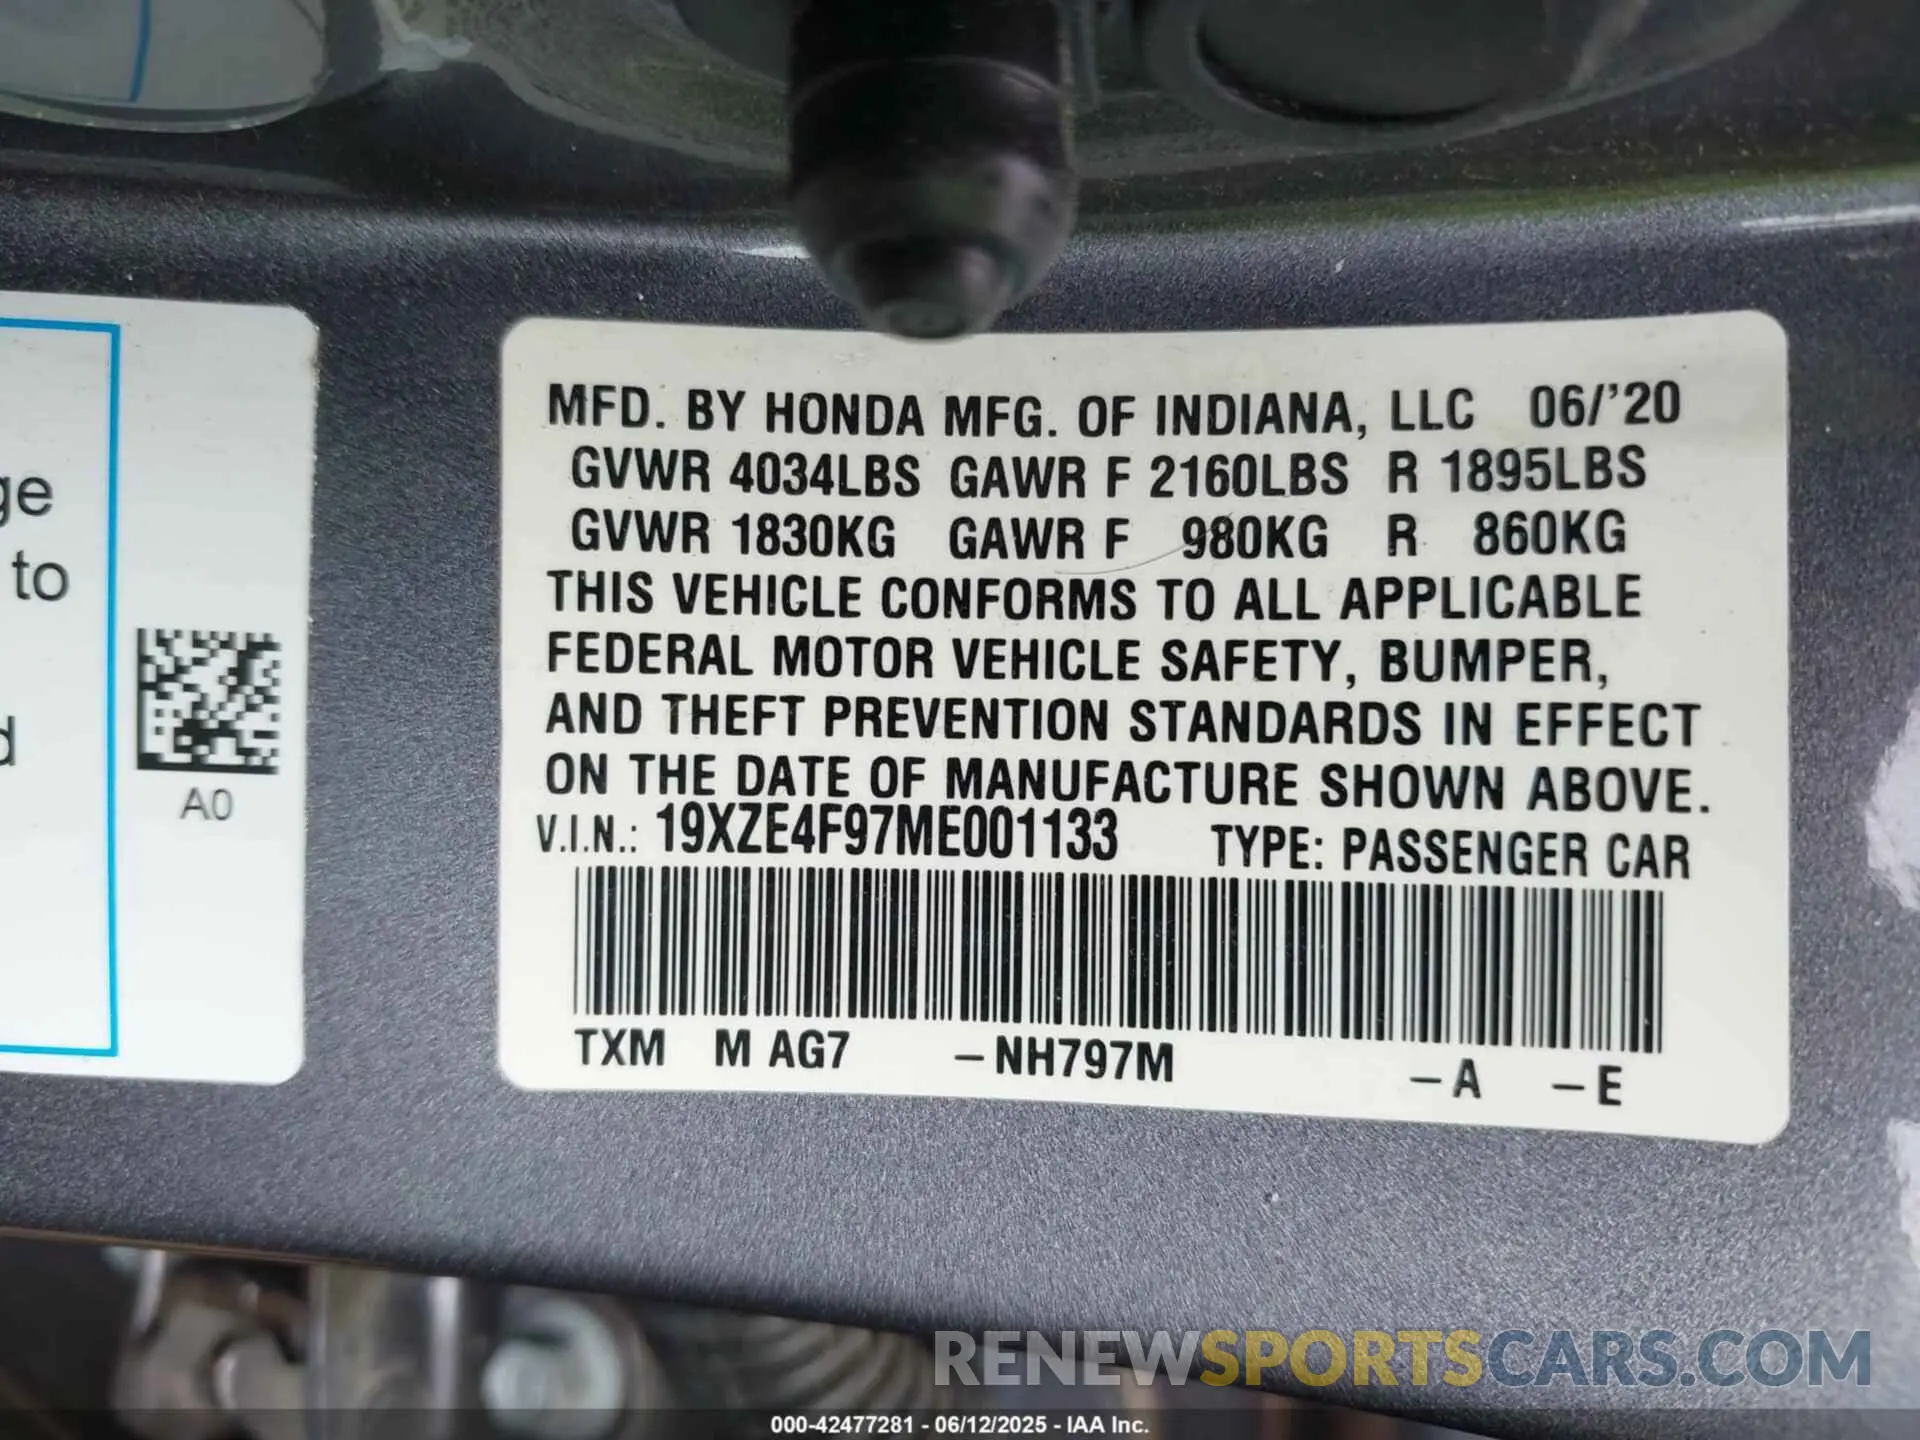 ge
to
d
A0
MFD. BY HONDA MFG. OF INDIANA, LLC 06/'20
GVWR 4034LBS GAWR F 2160LBS R 1895LBS
GVWR 1830KG GAWR F 980KG R 860KG
THIS VEHICLE CONFORMS TO ALL APPLICABLE
FEDERAL MOTOR VEHICLE SAFETY, BUMPER,
AND THEFT PREVENTION STANDARDS IN EFFECT
ON THE DATE OF MANUFACTURE SHOWN ABOVE.
V.I.N.: 19XZE4F97ME001133 TYPE: PASSENGER CAR
TXM M AG7 –NH797M –A –E
RENEWSPORTSCARS.COM
000-42477281 - 06/12/2025 - IAA Inc.